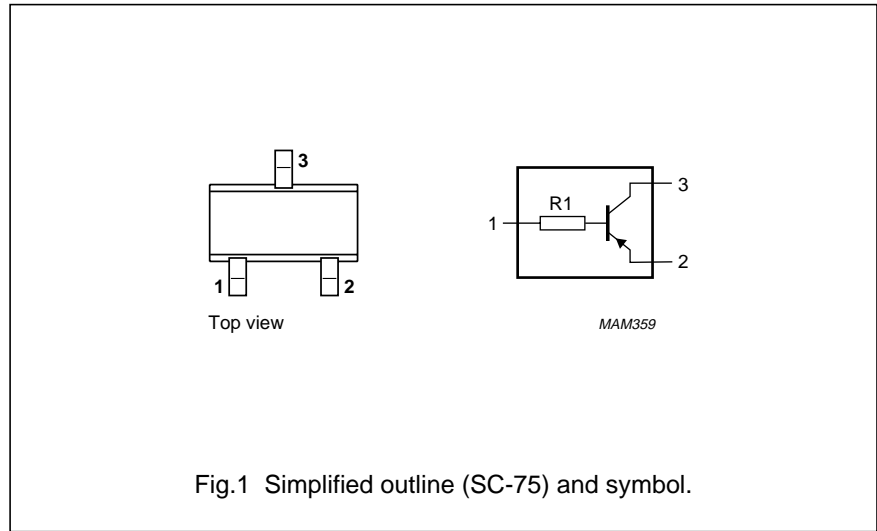 3
1
2
Top view
R1
1
3
2
MAM359
Fig.1 Simplified outline (SC-75) and symbol.